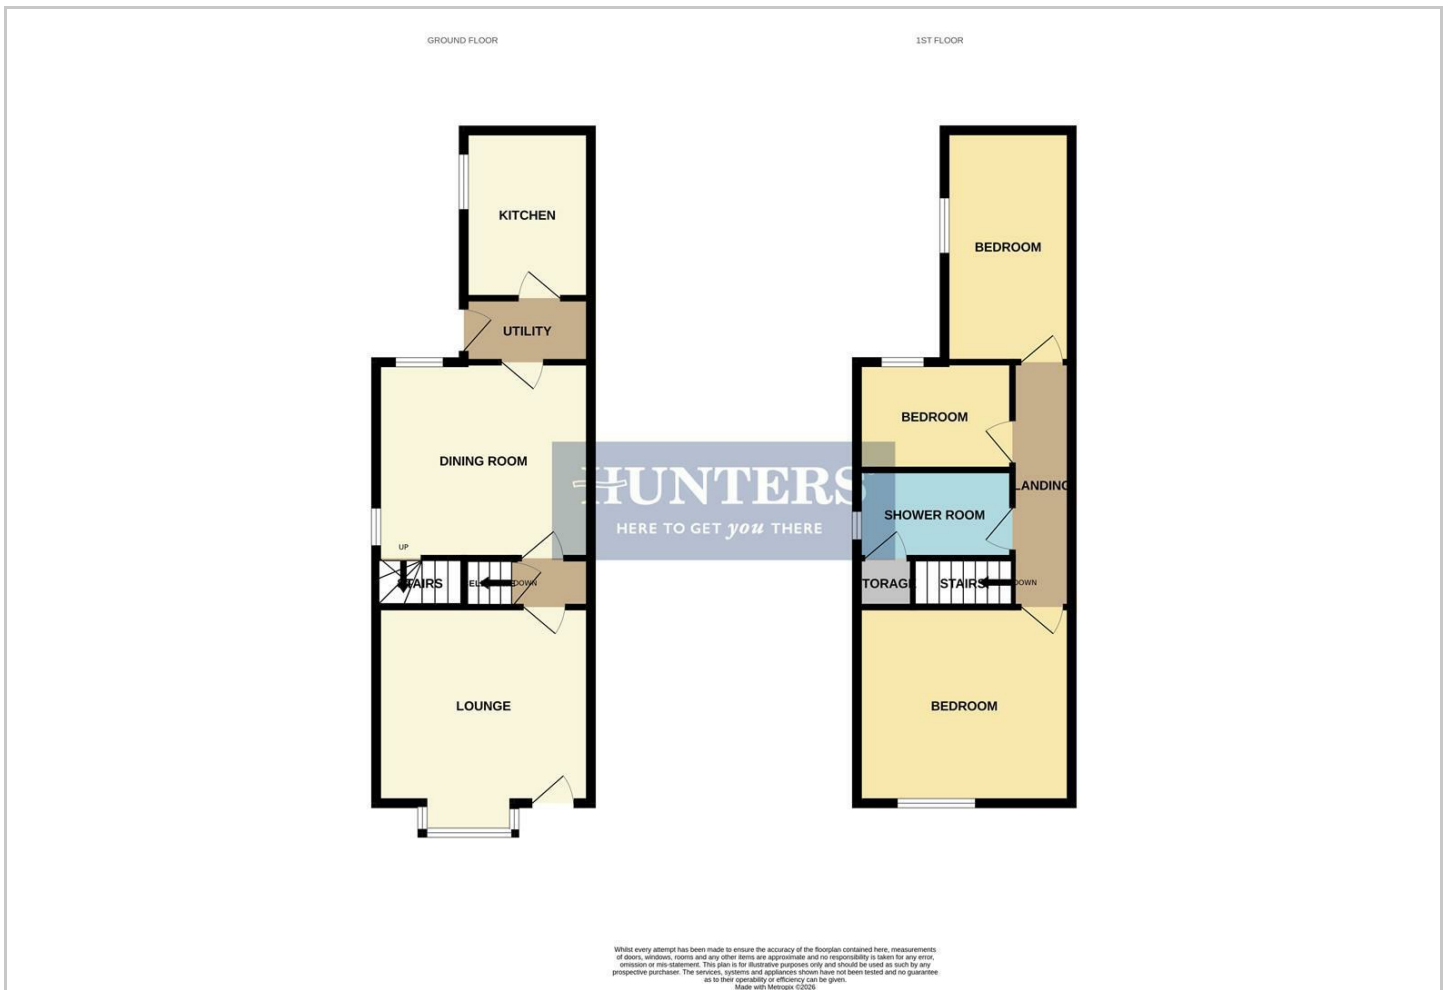 GROUND FLOOR
1ST FLOOR
KITCHEN
BEDROOM
UTILITY
BEDROOM
DINING ROOM
HUNTERS
HERE TO GET you THERE
LANDING
SHOWER ROOM
UP
STAIRS
DOWN
TORAGE
STAIRS
DOWN
LOUNGE
BEDROOM
Whilst every attempt has been made to ensure the accuracy of the floorplan contained here, measurements
of doors, windows, rooms and any other items are approximate and no responsibility is taken for any error,
omission or mis-statement. This plan is for illustrative purposes only and should be used as such by any
prospective purchaser. The services, systems and appliances shown have not been tested and no guarantee
as to their operability or efficiency can be given.
Made with Metropix ©2026